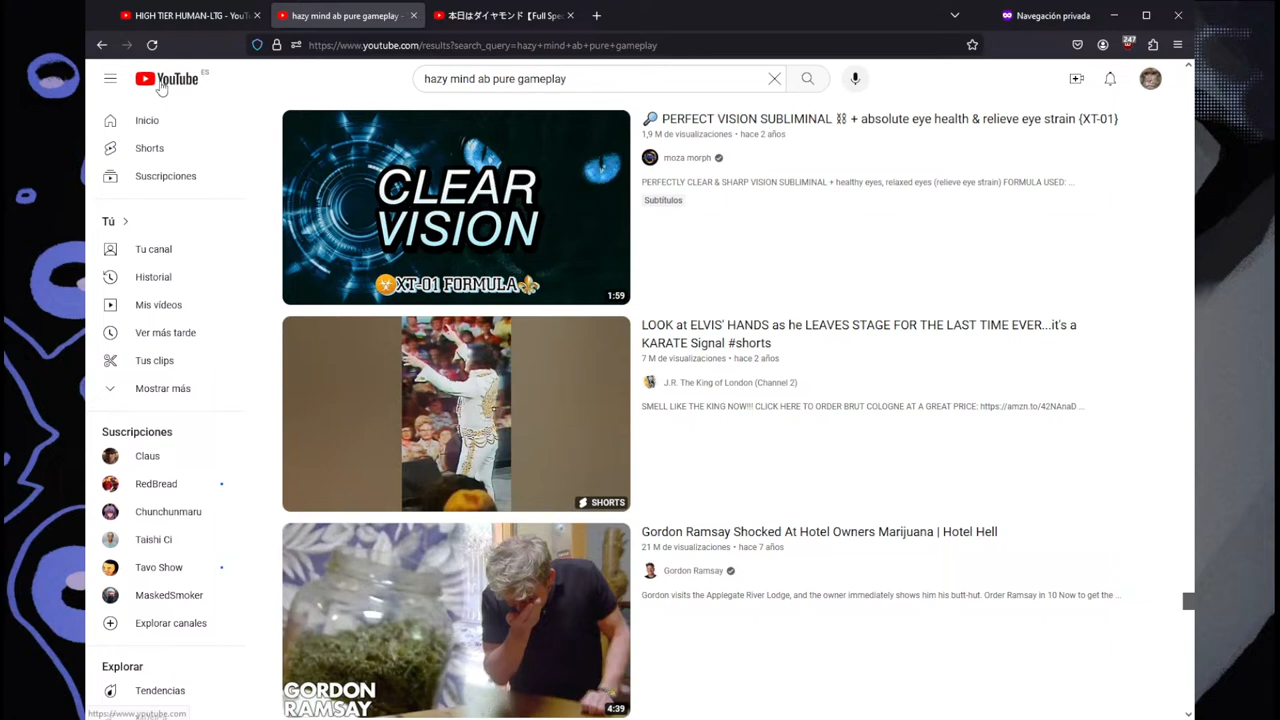 HIGH TIER HUMAN-LTG - YouT
hazy mind ab pure gameplay -
本日はダイヤモンド【Full Spec
Navegación privada
https://www.youtube.com/results?search_query=hazy+mind+ab+pure+gameplay
247
YouTube ES
hazy mind ab pure gameplay
Inicio
Shorts
Suscripciones
Tú
Tu canal
Historial
Mis vídeos
Ver más tarde
Tus clips
Mostrar más
Suscripciones
Claus
RedBread
Chunchunmaru
Taishi Ci
Tavo Show
MaskedSmoker
Explorar canales
Explorar
Tendencias
https://www.youtube.com
CLEAR
VISION
XT-01 FORMULA
1:59
🔎 PERFECT VISION SUBLIMINAL ⛓ + absolute eye health & relieve eye strain {XT-01}
1,9 M de visualizaciones • hace 2 años
moza morph
PERFECTLY CLEAR & SHARP VISION SUBLIMINAL + healthy eyes, relaxed eyes (relieve eye strain) FORMULA USED: ...
Subtítulos
SHORTS
LOOK at ELVIS' HANDS as he LEAVES STAGE FOR THE LAST TIME EVER...it's a
KARATE Signal #shorts
7 M de visualizaciones • hace 2 años
J.R. The King of London (Channel 2)
SMELL LIKE THE KING NOW!!! CLICK HERE TO ORDER BRUT COLOGNE AT A GREAT PRICE: https://amzn.to/42NAnaD ...
GORDON
RAMSAY
4:39
Gordon Ramsay Shocked At Hotel Owners Marijuana | Hotel Hell
21 M de visualizaciones • hace 7 años
Gordon Ramsay
Gordon visits the Applegate River Lodge, and the owner immediately shows him his butt-hut. Order Ramsay in 10 Now to get the ...